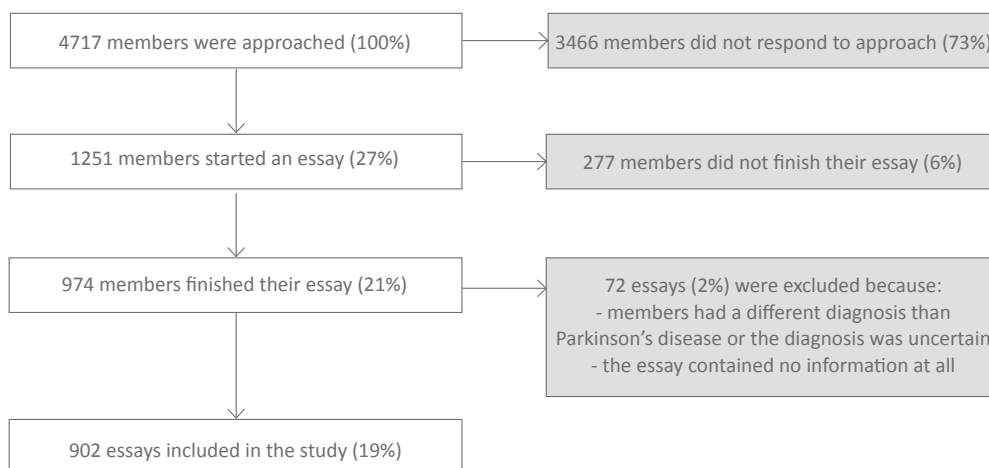 4717 members were approached (100%)
3466 members did not respond to approach (73%)
1251 members started an essay (27%)
277 members did not finish their essay (6%)
974 members finished their essay (21%)
72 essays (2%) were excluded because:
- members had a different diagnosis than
Parkinson’s disease or the diagnosis was uncertain
- the essay contained no information at all
902 essays included in the study (19%)